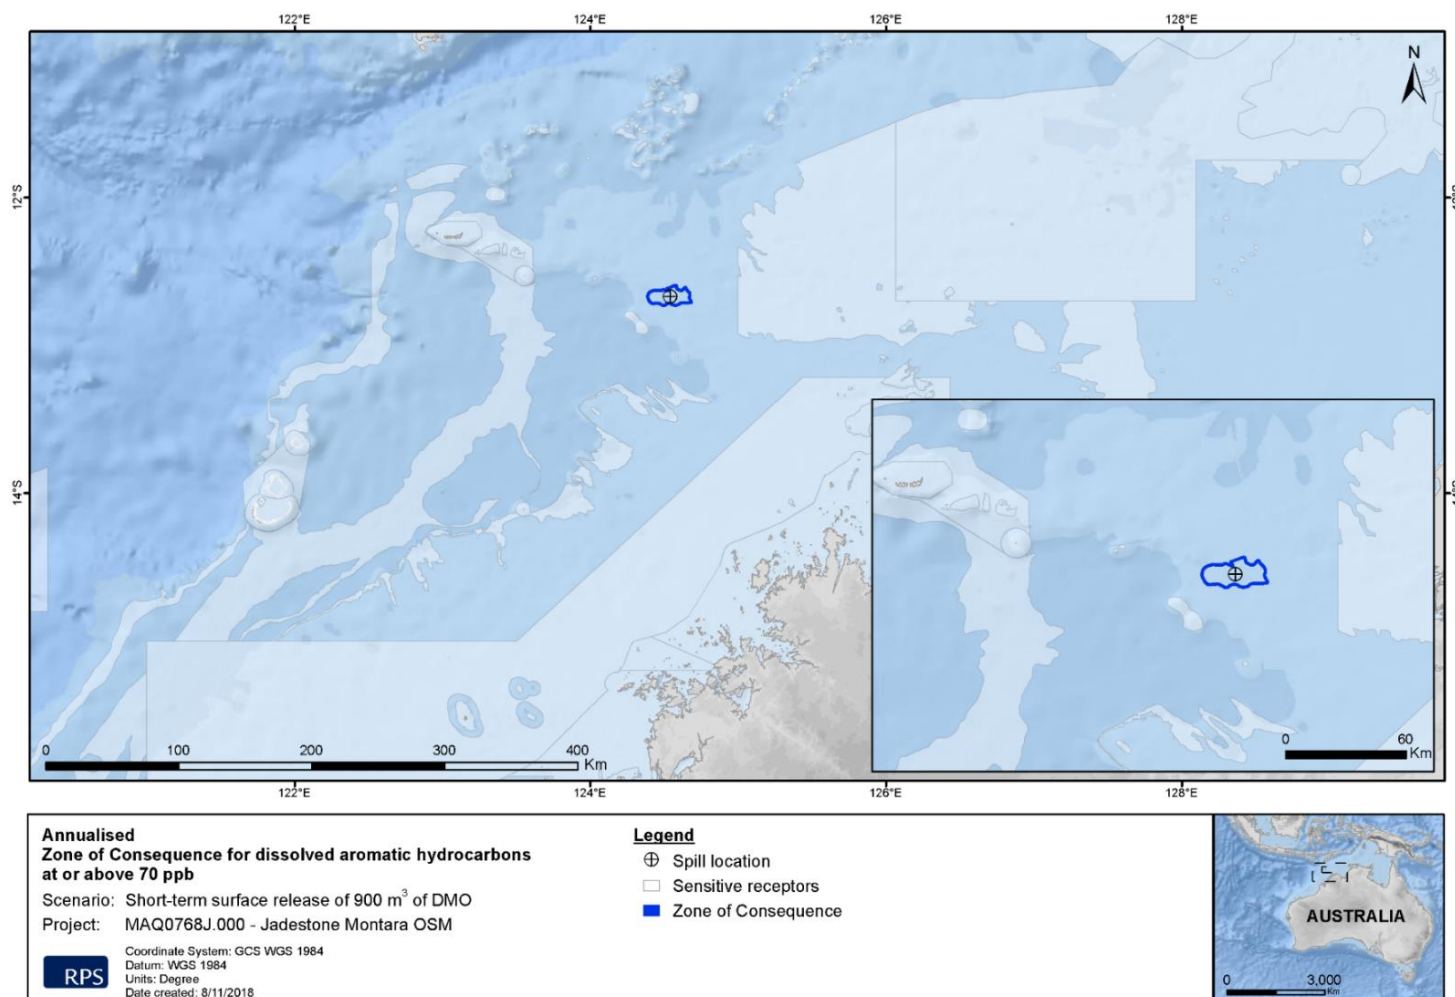 122°E 124°E 126°E 128°E
N
12°S
14°S
0 100 200 300 400 Km
0 60 Km
122°E 124°E 126°E 128°E
Annualised
Zone of Consequence for dissolved aromatic hydrocarbons
at or above 70 ppb
Scenario: Short-term surface release of 900 m³ of DMO
Project: MAQ0768J.000 - Jadestone Montara OSM
RPS
Coordinate System: GCS WGS 1984
Datum: WGS 1984
Units: Degree
Date created: 8/11/2018
Legend
Spill location
Sensitive receptors
Zone of Consequence
AUSTRALIA
0 3,000
Km